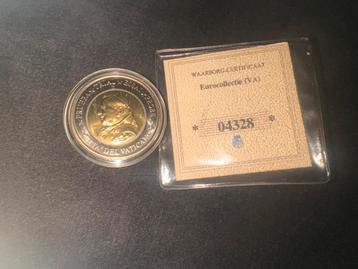 CITTA' DEL VATICANO
WAARBORG-CERTIFICAAT
Eurocollectie (VA)
* 04328 *